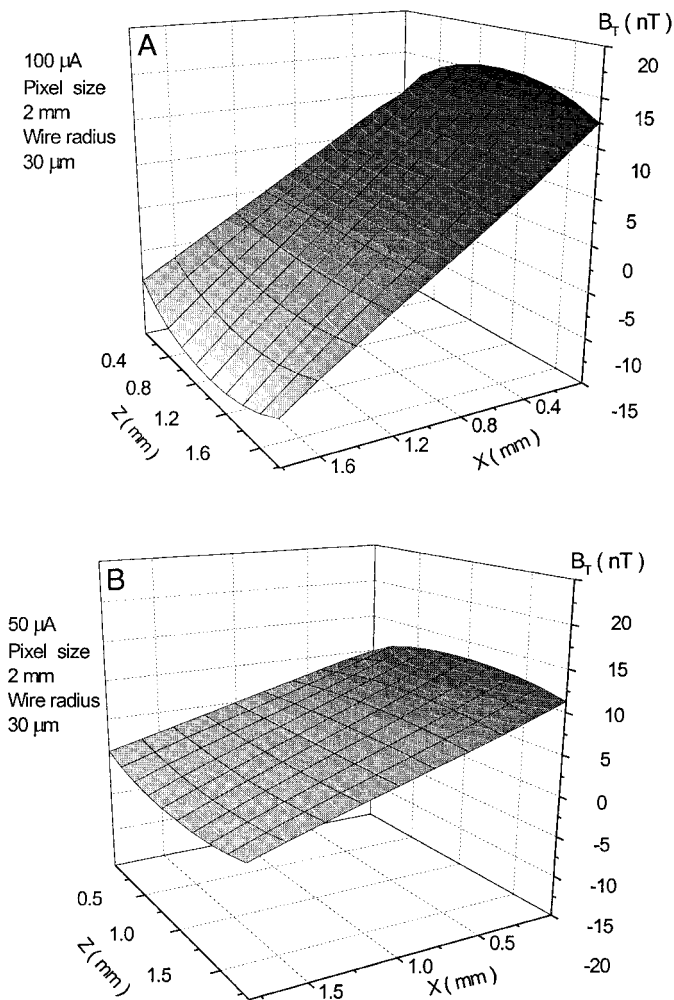 A
B_T (nT)
100 µA
Pixel size
2 mm
Wire radius
30 µm
20
15
10
5
0
-5
-10
-15
0.4
0.8
1.2
1.6
Z (mm)
1.6
1.2
0.8
0.4
X (mm)
B
B_T (nT)
50 µA
Pixel size
2 mm
Wire radius
30 µm
20
15
10
5
0
-5
-10
-15
-20
0.5
1.0
1.5
Z (mm)
1.5
1.0
0.5
X (mm)